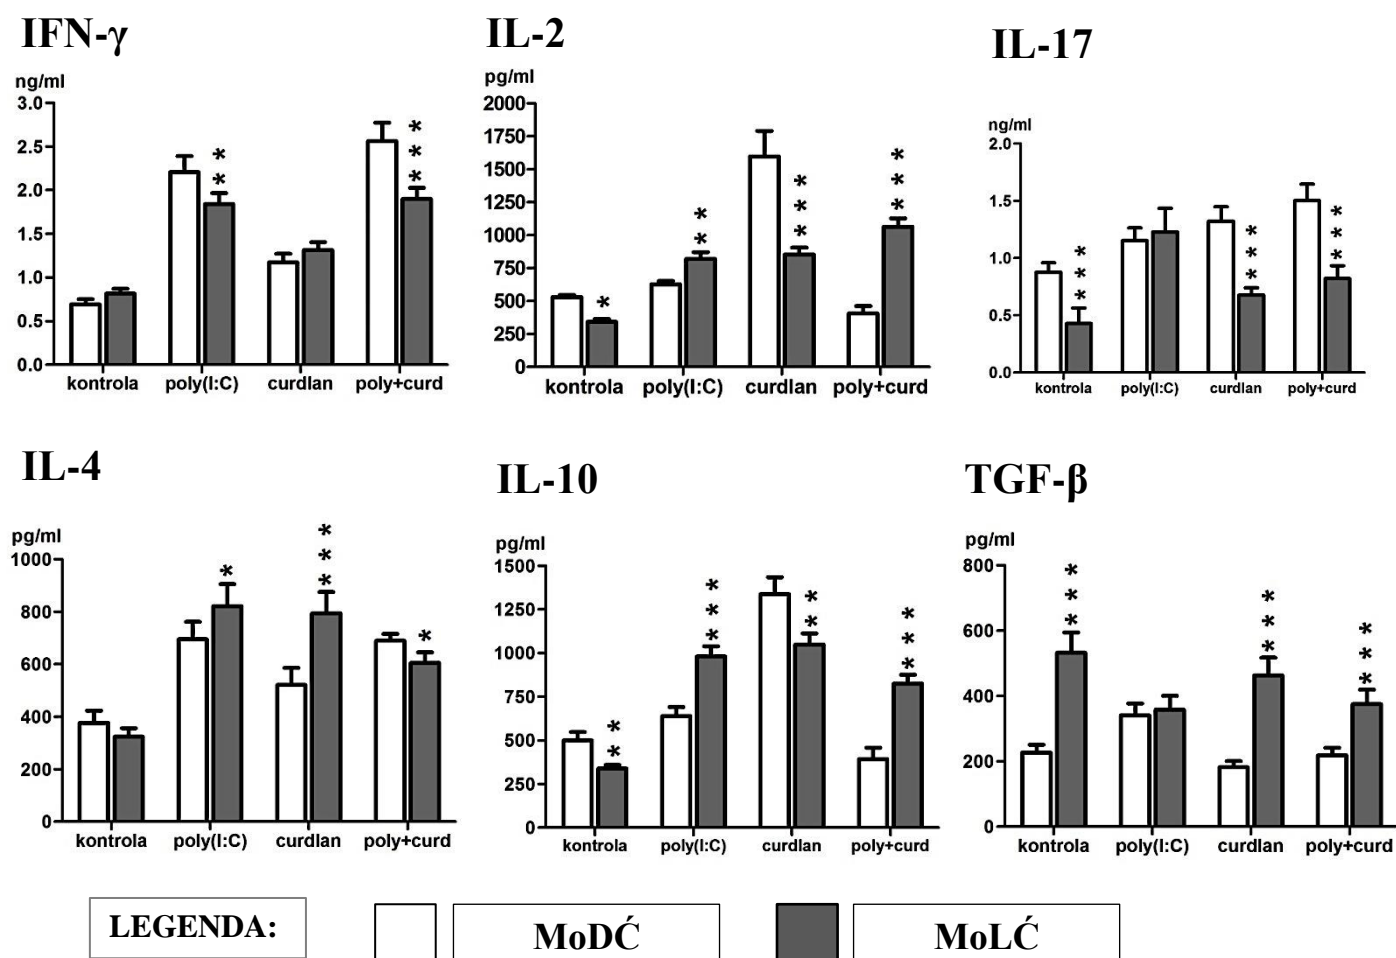 IFN-γ
ng/ml
3.0
2.5
2.0
1.5
1.0
0.5
0.0
* *
* * *
kontrola poly(I:C) curdlan poly+curd
IL-2
pg/ml
2000
1750
1500
1250
1000
750
500
250
0
*
* *
* * *
* * *
kontrola poly(I:C) curdlan poly+curd
IL-17
ng/ml
2.0
1.5
1.0
0.5
0.0
* * *
* * *
* * *
kontrola poly(I:C) curdlan poly+curd
IL-4
pg/ml
1000
800
600
400
200
0
*
* * *
*
kontrola poly(I:C) curdlan poly+curd
IL-10
pg/ml
1500
1250
1000
750
500
250
0
* *
* * *
* *
* * *
kontrola poly(I:C) curdlan poly+curd
TGF-β
pg/ml
800
600
400
200
0
* * *
* * *
* * *
kontrola poly(I:C) curdlan poly+curd
LEGENDA: MoDĆ MoLĆ